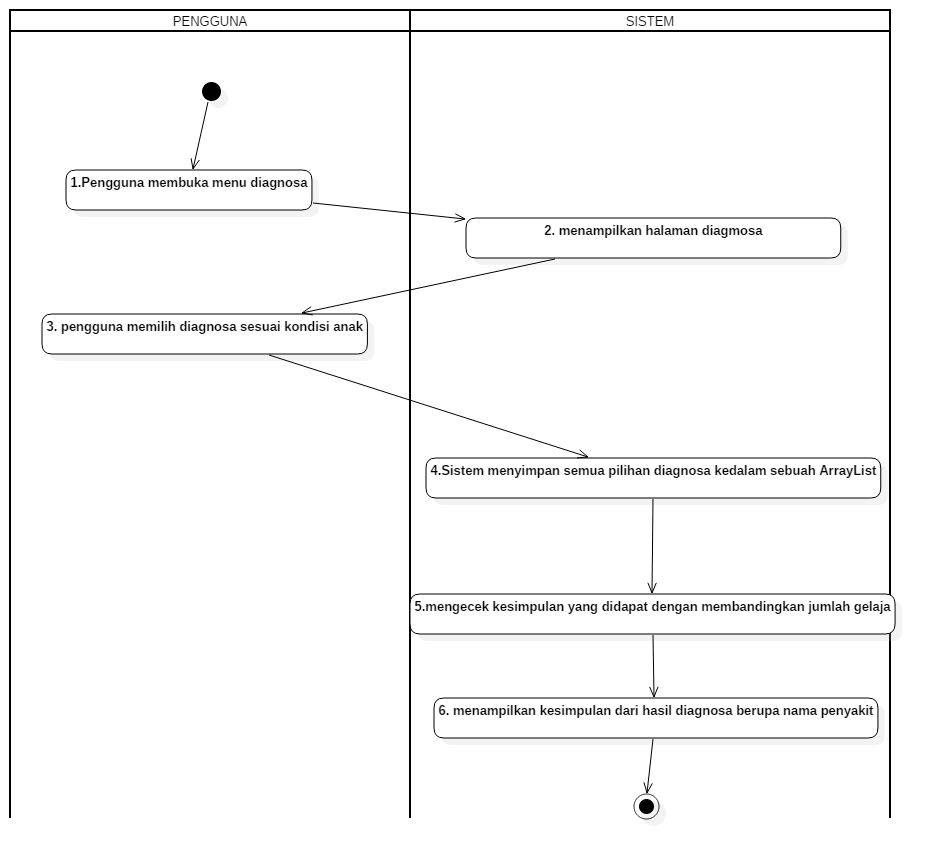 PENGGUNA
SISTEM
1.Pengguna membuka menu diagnosa
2. menampilkan halaman diagmosa
3. pengguna memilih diagnosa sesuai kondisi anak
4.Sistem menyimpan semua pilihan diagnosa kedalam sebuah ArrayList
5.mengecek kesimpulan yang didapat dengan membandingkan jumlah gelaja
6. menampilkan kesimpulan dari hasil diagnosa berupa nama penyakit